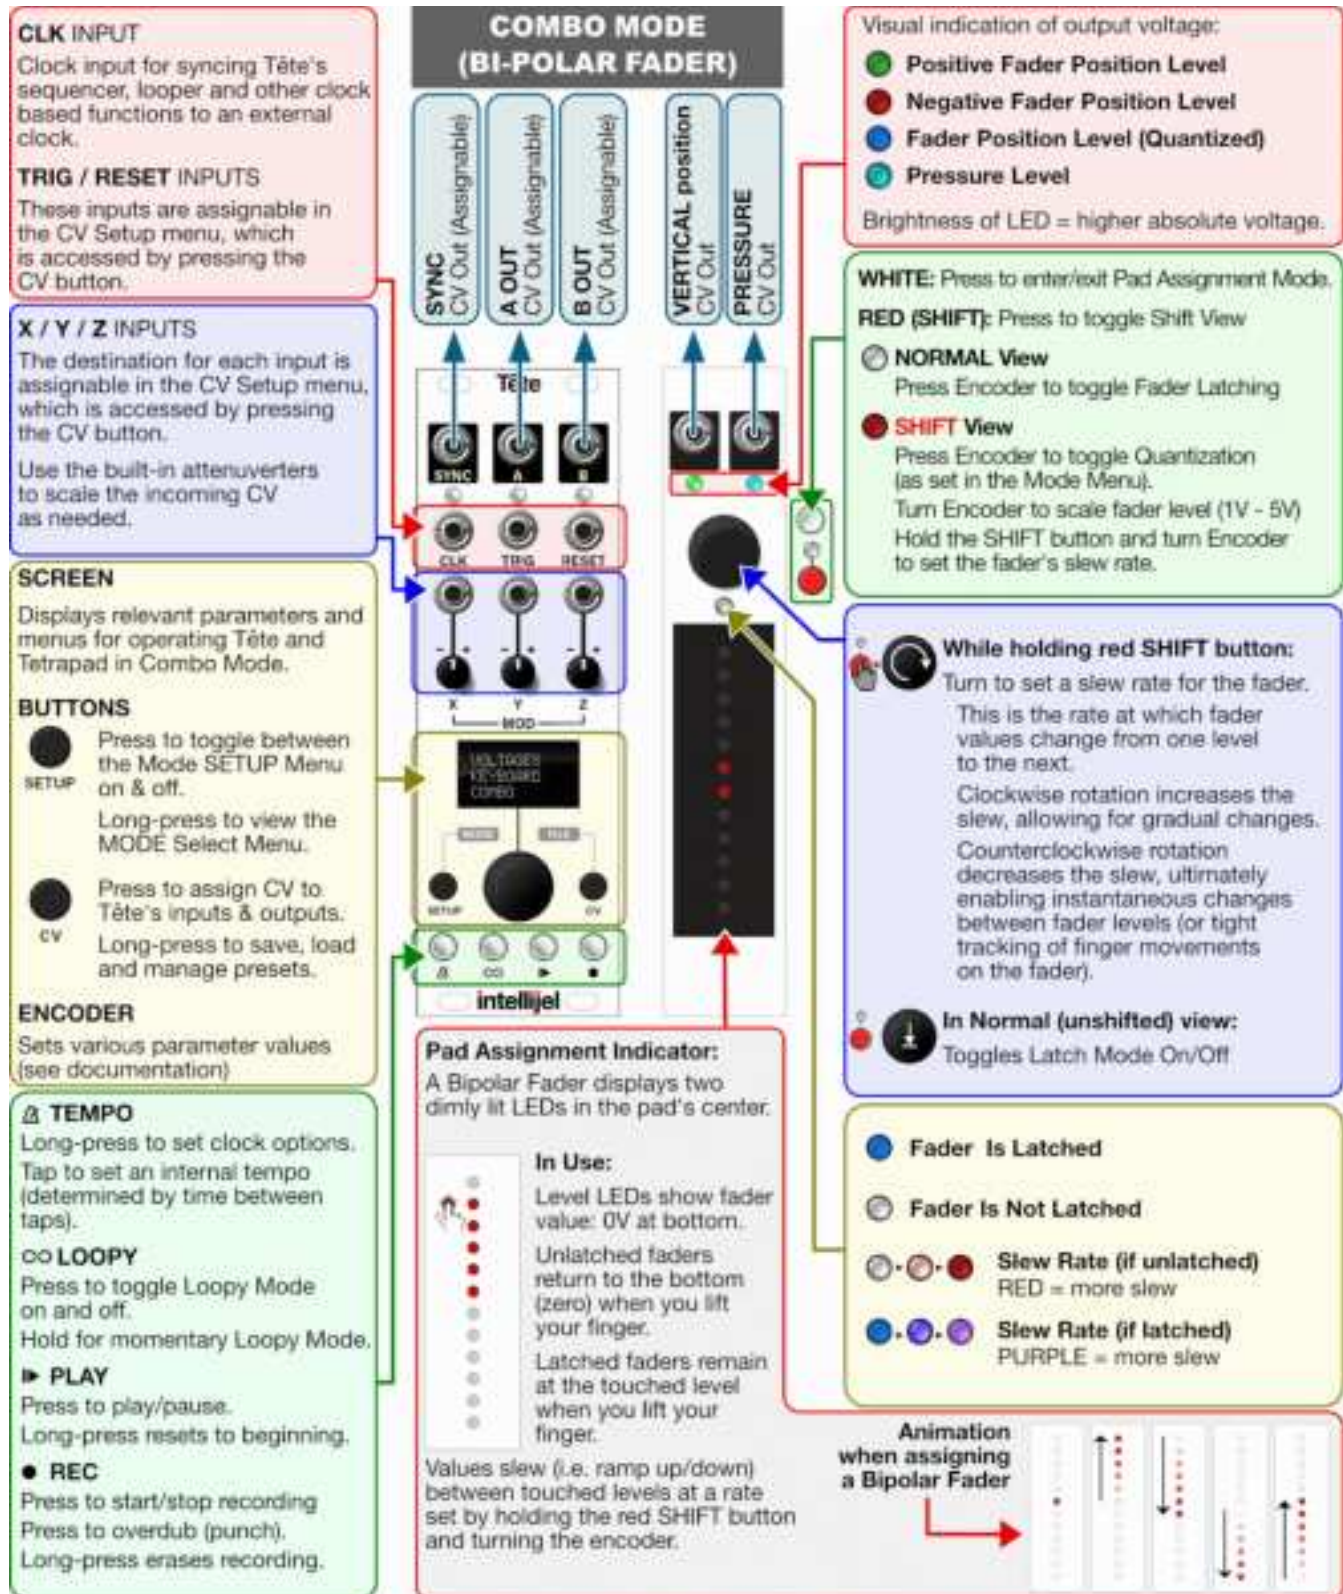 COMBO MODE
(BI-POLAR FADER)
CLK INPUT
Clock input for syncing Tête's
sequencer, looper and other clock
based functions to an external
clock.
TRIG / RESET INPUTS
These inputs are assignable in
the CV Setup menu, which
is accessed by pressing the
CV button.
X / Y / Z INPUTS
The destination for each input is
assignable in the CV Setup menu,
which is accessed by pressing
the CV button.
Use the built-in attenuverters
to scale the incoming CV
as needed.
SCREEN
Displays relevant parameters and
menus for operating Tête and
Tetrapad in Combo Mode.
BUTTONS
SETUP
Press to toggle between
the Mode SETUP Menu
on & off.
Long-press to view the
MODE Select Menu.
CV
Press to assign CV to
Tête's inputs & outputs.
Long-press to save, load
and manage presets.
ENCODER
Sets various parameter values
(see documentation)
TEMPO
Long-press to set clock options.
Tap to set an internal tempo
(determined by time between
taps).
LOOPY
Press to toggle Loopy Mode
on and off.
Hold for momentary Loopy Mode.
PLAY
Press to play/pause.
Long-press resets to beginning.
REC
Press to start/stop recording
Press to overdub (punch).
Long-press erases recording.
SYNC
CV Out (Assignable)
A OUT
CV Out (Assignable)
B OUT
CV Out (Assignable)
VERTICAL position
CV Out
PRESSURE
CV Out
Tête
SYNC A B
CLK TRIG RESET
- + - + - +
X Y Z
MOD
VOLTAGES
KEYBOARD
COMBO
MODE
SETUP CV
intellijel
Visual indication of output voltage:
Positive Fader Position Level
Negative Fader Position Level
Fader Position Level (Quantized)
Pressure Level
Brightness of LED = higher absolute voltage.
WHITE: Press to enter/exit Pad Assignment Mode.
RED (SHIFT): Press to toggle Shift View
NORMAL View
Press Encoder to toggle Fader Latching
SHIFT View
Press Encoder to toggle Quantization
(as set in the Mode Menu).
Turn Encoder to scale fader level (1V - 5V)
Hold the SHIFT button and turn Encoder
to set the fader's slew rate.
While holding red SHIFT button:
Turn to set a slew rate for the fader.
This is the rate at which fader
values change from one level
to the next.
Clockwise rotation increases the
slew, allowing for gradual changes.
Counterclockwise rotation
decreases the slew, ultimately
enabling instantaneous changes
between fader levels (or tight
tracking of finger movements
on the fader).
In Normal (unshifted) view:
Toggles Latch Mode On/Off
Fader Is Latched
Fader Is Not Latched
Slew Rate (if unlatched)
RED = more slew
Slew Rate (if latched)
PURPLE = more slew
Pad Assignment Indicator:
A Bipolar Fader displays two
dimly lit LEDs in the pad's center.
In Use:
Level LEDs show fader
value: 0V at bottom.
Unlatched faders
return to the bottom
(zero) when you lift
your finger.
Latched faders remain
at the touched level
when you lift your
finger.
Values slew (i.e. ramp up/down)
between touched levels at a rate
set by holding the red SHIFT button
and turning the encoder.
Animation
when assigning
a Bipolar Fader